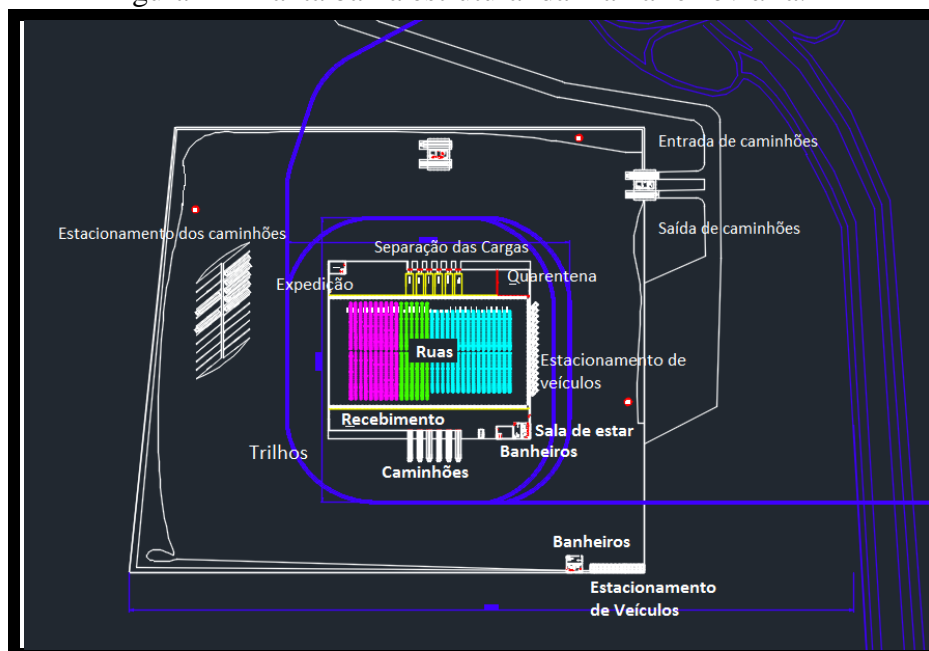 Entrada de caminhões
Estacionamento dos caminhões
Saída de caminhões
Separação das Cargas
Expedição
Quarentena
Ruas
Estacionamento de
veículos
Recebimento
Sala de estar
Banheiros
Trilhos
Caminhões
Banheiros
Estacionamento
de Veículos